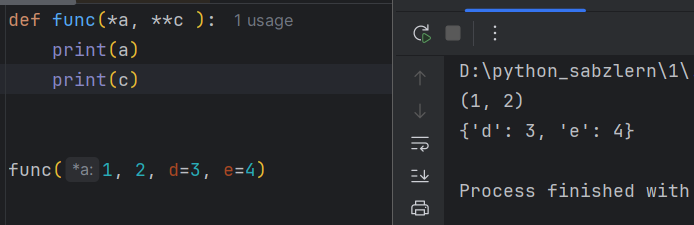 def func(*a, **c ): 1 usage
    print(a)
    print(c)
func( *a: 1, 2, d=3, e=4)
D:\python_sabzlern\1\
(1, 2)
{'d': 3, 'e': 4}
Process finished with